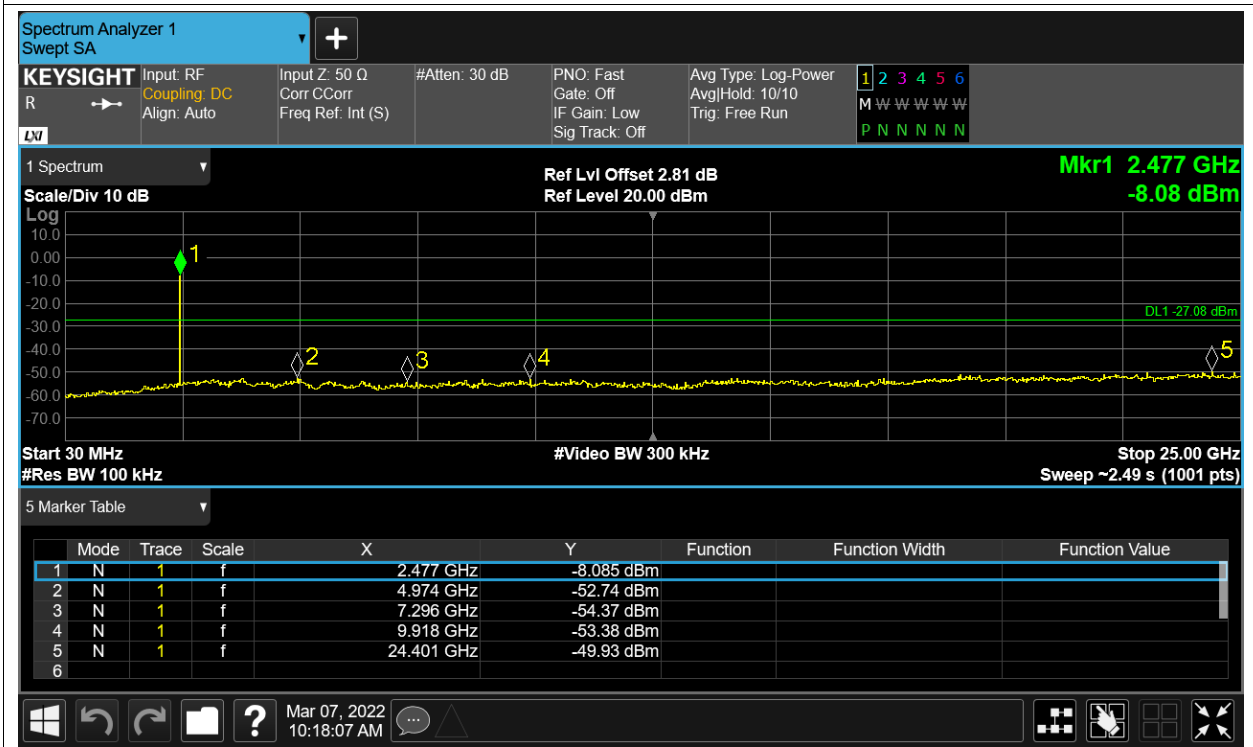 Spectrum Analyzer 1
Swept SA
KEYSIGHT
R
LXI
Input: RF
Coupling: DC
Align: Auto
Input Z: 50 Ω
Corr CCorr
Freq Ref: Int (S)
#Atten: 30 dB
PNO: Fast
Gate: Off
IF Gain: Low
Sig Track: Off
Avg Type: Log-Power
Avg|Hold: 10/10
Trig: Free Run
1 2 3 4 5 6
M W W W W W
P N N N N N
1 Spectrum
Scale/Div 10 dB
Ref Lvl Offset 2.81 dB
Ref Level 20.00 dBm
Mkr1 2.477 GHz
-8.08 dBm
Log
10.0
0.00
-10.0
-20.0
-30.0
-40.0
-50.0
-60.0
-70.0
1
2
3
4
5
DL1 -27.08 dBm
Start 30 MHz
#Res BW 100 kHz
#Video BW 300 kHz
Stop 25.00 GHz
Sweep ~2.49 s (1001 pts)
5 Marker Table
Mode Trace Scale X Y Function Function Width Function Value
1 N 1 f 2.477 GHz -8.085 dBm
2 N 1 f 4.974 GHz -52.74 dBm
3 N 1 f 7.296 GHz -54.37 dBm
4 N 1 f 9.918 GHz -53.38 dBm
5 N 1 f 24.401 GHz -49.93 dBm
6
?
Mar 07, 2022
10:18:07 AM